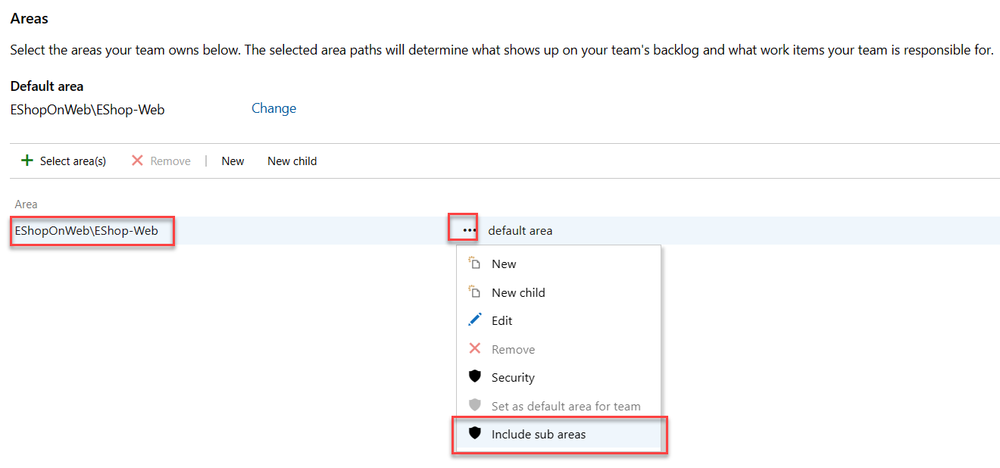 Areas
Select the areas your team owns below. The selected area paths will determine what shows up on your team's backlog and what work items your team is responsible for.
Default area
EShopOnWeb\EShop-Web Change
Select area(s) Remove | New New child
Area
EShopOnWeb\EShop-Web ••• default area
New
New child
Edit
Remove
Security
Set as default area for team
Include sub areas